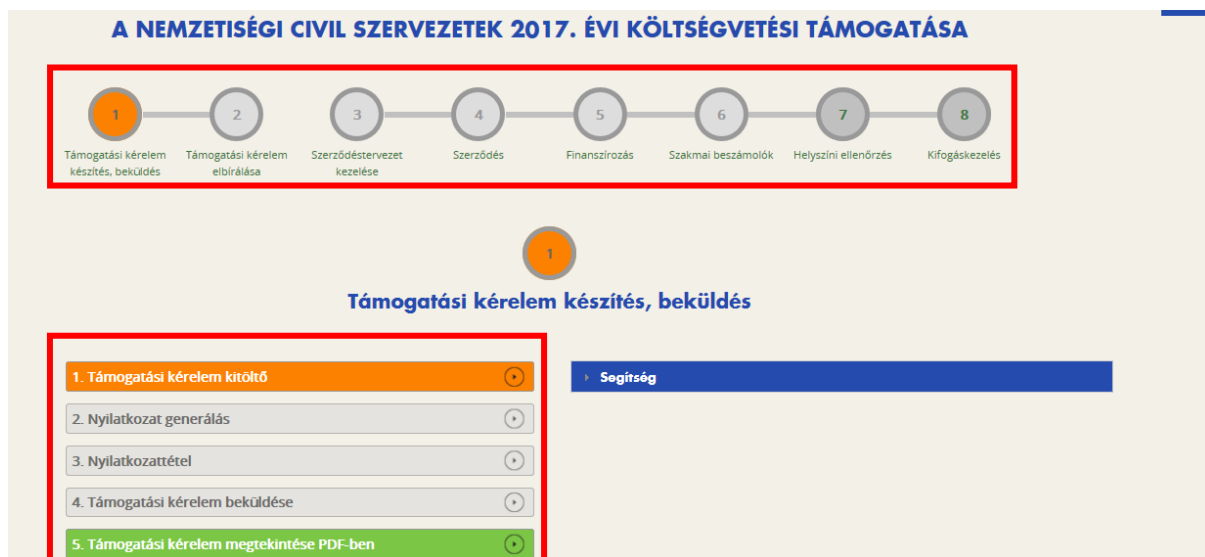 A NEMZETISÉGI CIVIL SZERVEZETEK 2017. ÉVI KÖLTSÉGVETÉSI TÁMOGATÁSA
1 2 3 4 5 6 7 8
Támogatási kérelem Támogatási kérelem Szerződéstervezet Szerződés Finanszírozás Szakmai beszámolók Helyszíni ellenőrzés Kifogáskezelés
készítés, beküldés elbírálása kezelése
1
Támogatási kérelem készítés, beküldés
1. Támogatási kérelem kitöltő
Segítség
2. Nyilatkozat generálás
3. Nyilatkozattétel
4. Támogatási kérelem beküldése
5. Támogatási kérelem megtekintése PDF-ben